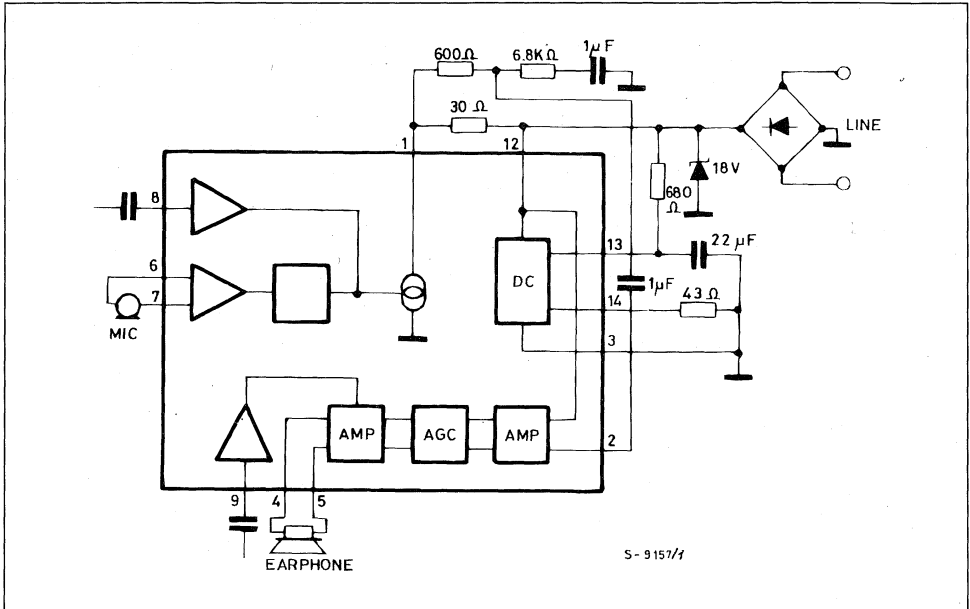 600Ω
6.8KΩ
1µF
30 Ω
LINE
1
12
18V
8
680
Ω
13
22 µF
DC
6
1µF
7
14
43Ω
MIC
3
AMP
AGC
AMP
2
9
4
5
EARPHONE
S-9157/1